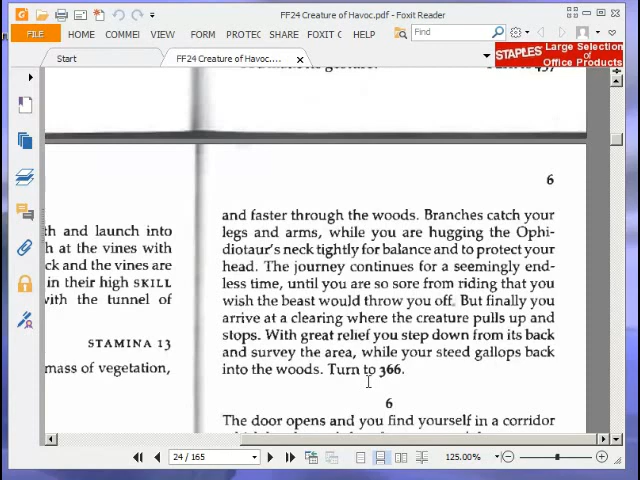 FF24 Creature of Havoc.pdf - Foxit Reader
FILE HOME COMMEI VIEW FORM PROTEC SHARE FOXIT C HELP Find
Start FF24 Creature of Havoc....
STAPLES Large Selection
of
Office Products
6
and faster through the woods. Branches catch your
legs and arms, while you are hugging the Ophi-
diotaur's neck tightly for balance and to protect your
head. The journey continues for a seemingly end-
less time, until you are so sore from riding that you
wish the beast would throw you off. But finally you
arrive at a clearing where the creature pulls up and
stops. With great relief you step down from its back
and survey the area, while your steed gallops back
into the woods. Turn to 366.
6
The door opens and you find yourself in a corridor
th and launch into
h at the vines with
ck and the vines are
in their high SKILL
with the tunnel of
STAMINA 13
mass of vegetation,
24 / 165
125.00%